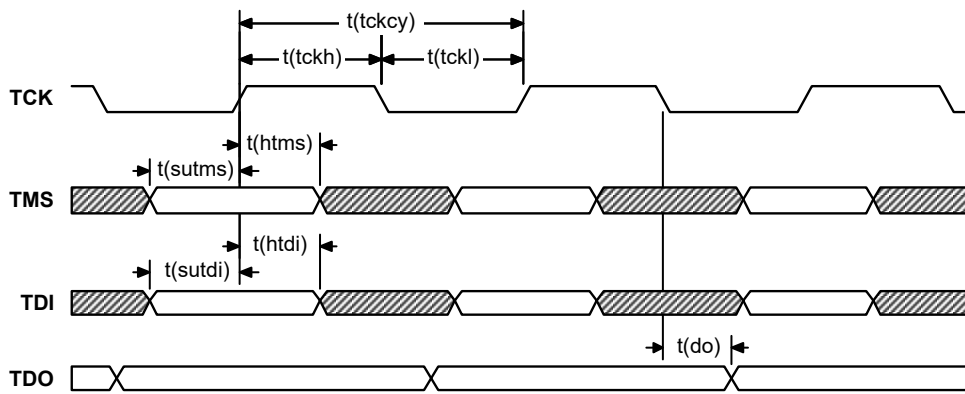 t(tckcy)
t(tckh) t(tckl)
TCK
t(htms)
t(sutms)
TMS
t(htdi)
t(sutdi)
TDI
t(do)
TDO